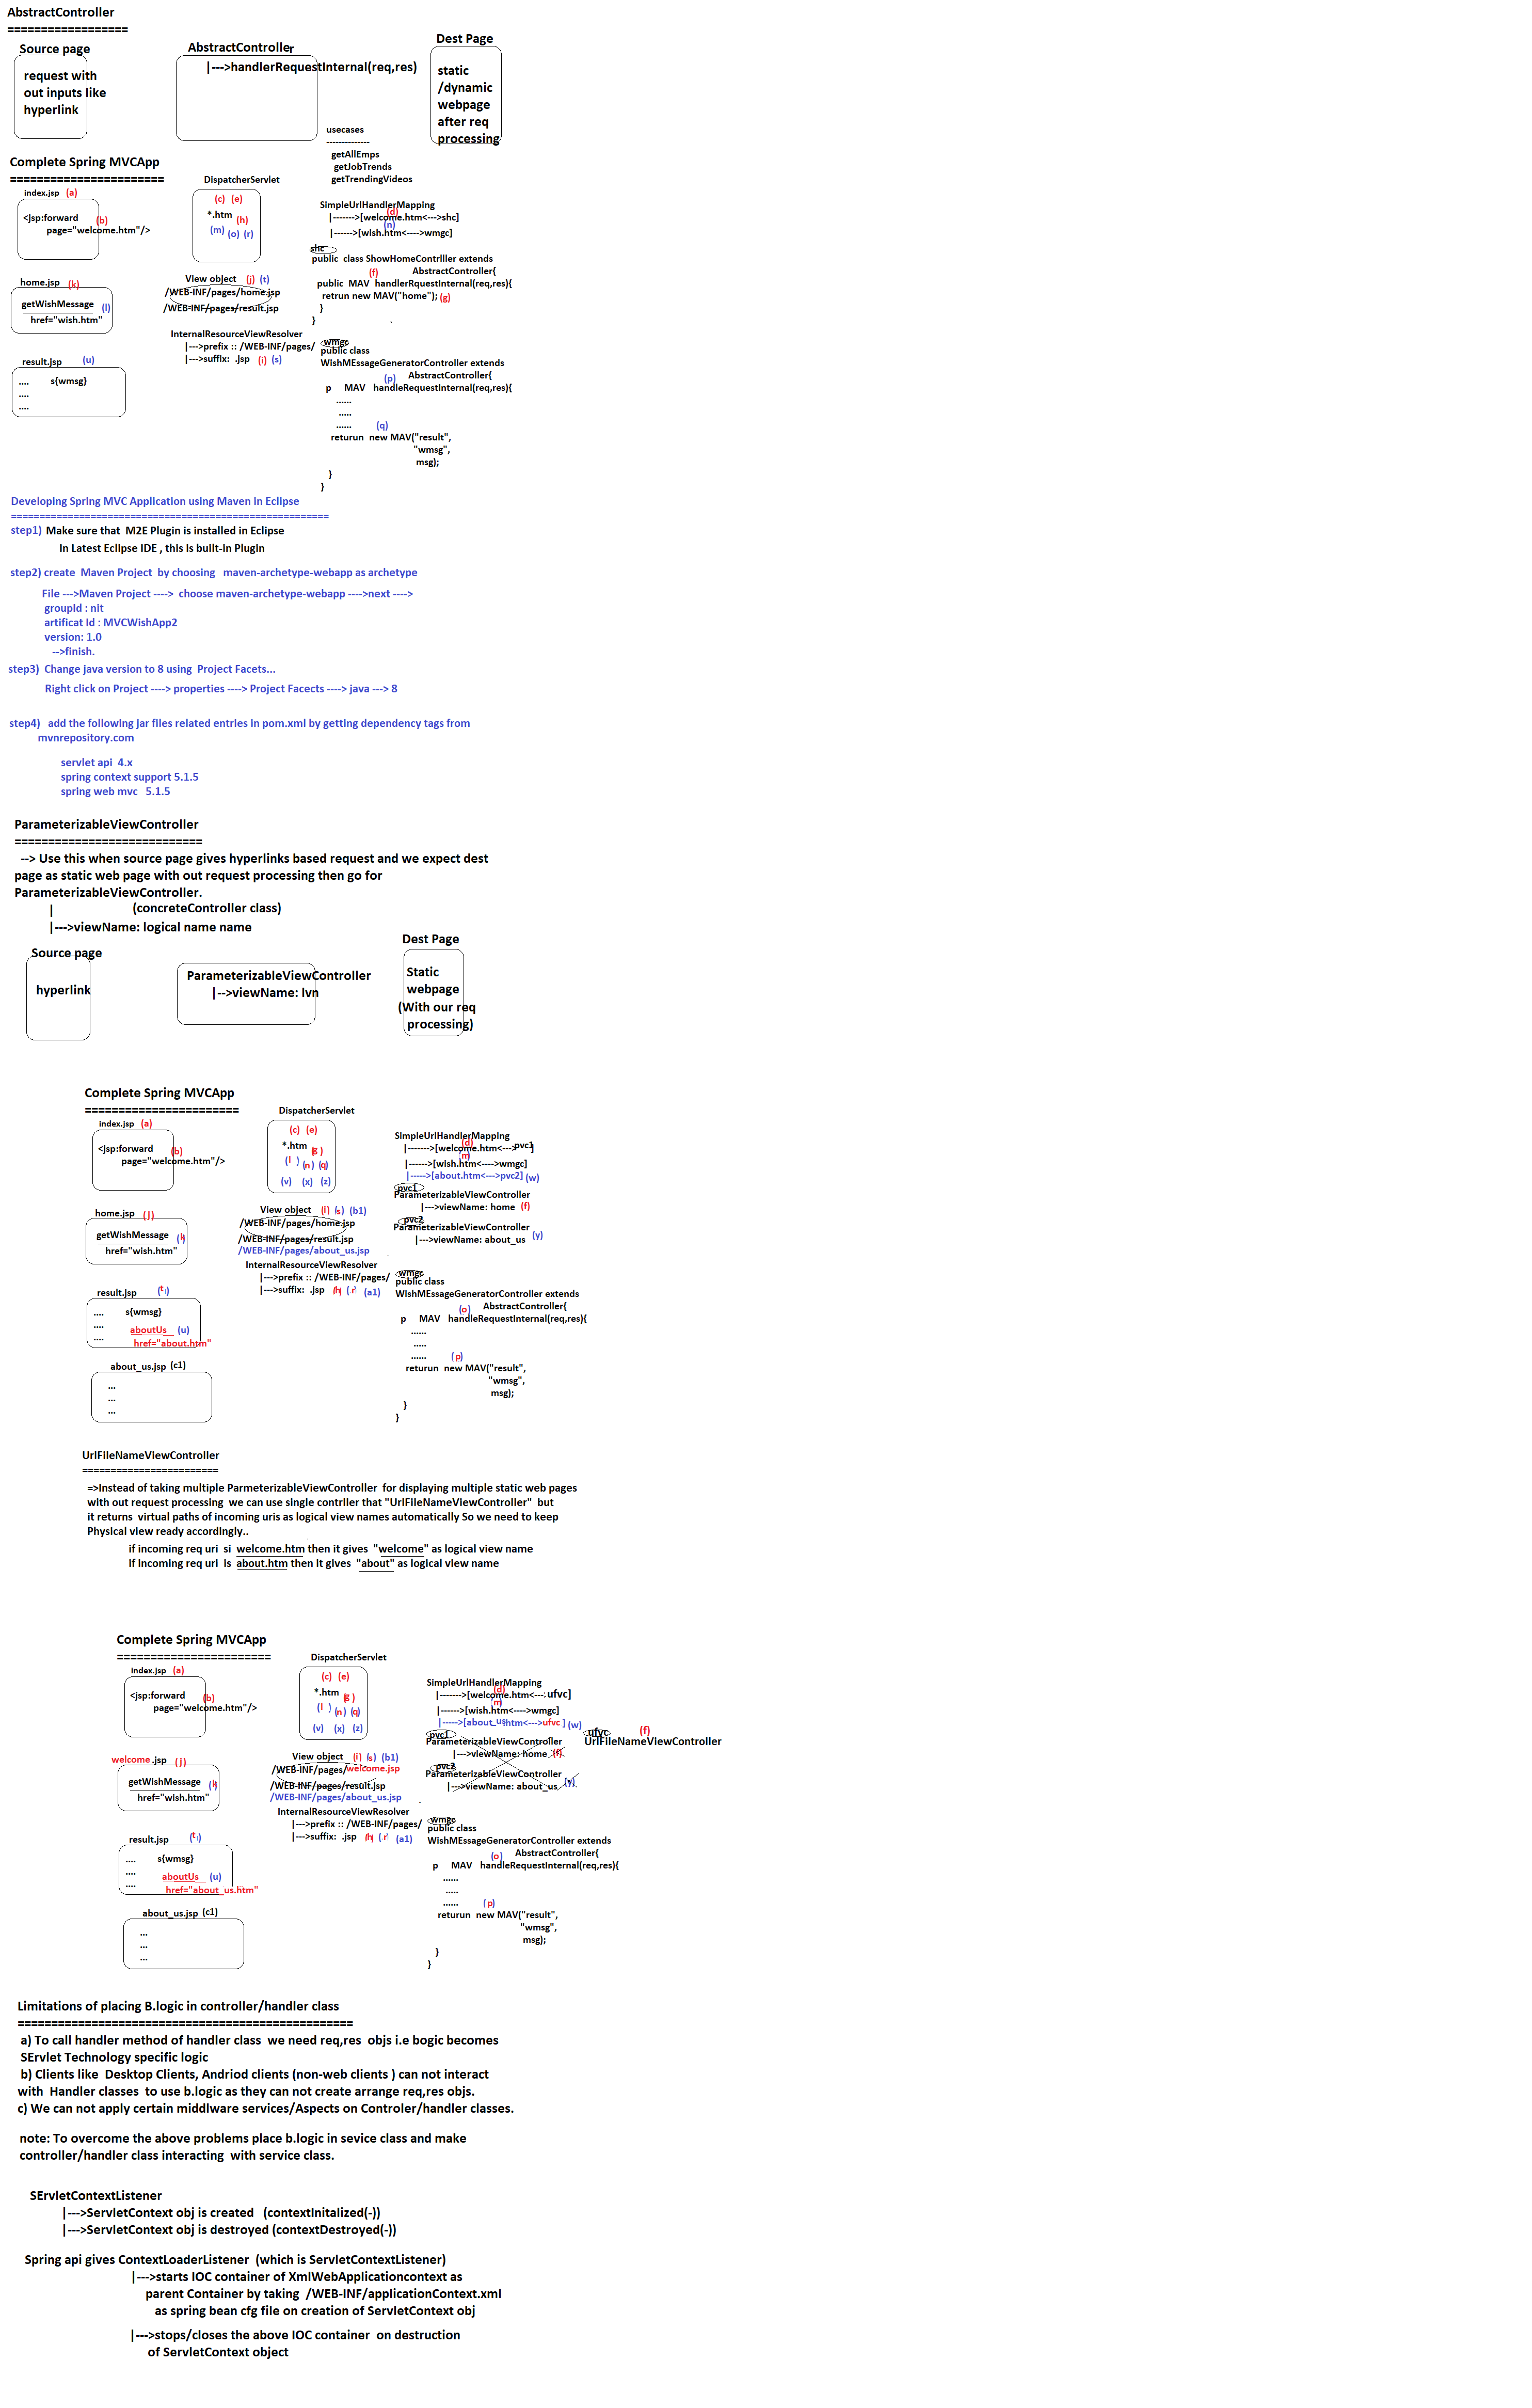 AbstractController
==================
Source page
request with
out inputs like
hyperlink
AbstractController
|--->handlerRequestInternal(req,res)
Dest Page
static
/dynamic
webpage
after req
processing
usecases
--------------
getAllEmps
getJobTrends
getTrendingVideos
Complete Spring MVCApp
=======================
index.jsp (a)
<jsp:forward (b)
page="welcome.htm"/>
home.jsp (k)
getWishMessage (l)
href="wish.htm"
result.jsp (u)
.... s{wmsg}
....
....
DispatcherServlet
(c) (e)
*.htm (h)
(m) (o) (r)
View object (j) (t)
/WEB-INF/pages/home.jsp
/WEB-INF/pages/result.jsp
InternalResourceViewResolver
|--->prefix :: /WEB-INF/pages/
|--->suffix: .jsp (i) (s)
SimpleUrlHandlerMapping
(d)
|------->[welcome.htm<--->shc]
(n)
|------>[wish.htm<---->wmgc]
shc
public class ShowHomeContrlller extends
(f) AbstractController{
public MAV handlerRquestInternal(req,res){
retrun new MAV("home"); (g)
}
}
wmgc
public class
WishMEssageGeneratorController extends
AbstractController{
(p)
p MAV handleRequestInternal(req,res){
......
.....
...... (q)
returun new MAV("result",
"wmsg",
msg);
}
}
Developing Spring MVC Application using Maven in Eclipse
========================================================
step1) Make sure that M2E Plugin is installed in Eclipse
In Latest Eclipse IDE , this is built-in Plugin
step2) create Maven Project by choosing maven-archetype-webapp as archetype
File --->Maven Project ----> choose maven-archetype-webapp ---->next ---->
groupId : nit
artificat Id : MVCWishApp2
version: 1.0
-->finish.
step3) Change java version to 8 using Project Facets...
Right click on Project ----> properties ----> Project Facects ----> java ---> 8
step4) add the following jar files related entries in pom.xml by getting dependency tags from
mvnrepository.com
servlet api 4.x
spring context support 5.1.5
spring web mvc 5.1.5
ParameterizableViewController
============================
--> Use this when source page gives hyperlinks based request and we expect dest
page as static web page with out request processing then go for
ParameterizableViewController.
| (concreteController class)
|--->viewName: logical name name
Source page
hyperlink
ParameterizableViewController
|-->viewName: lvn
Dest Page
Static
webpage
(With our req
processing)
Complete Spring MVCApp
=======================
index.jsp (a)
<jsp:forward (b)
page="welcome.htm"/>
home.jsp (j)
getWishMessage (k)
href="wish.htm"
result.jsp (t)
.... s{wmsg}
.... aboutUs (u)
.... href="about.htm"
about_us.jsp (c1)
...
...
...
DispatcherServlet
(c) (e)
*.htm (g)
(l) (n) (q)
(v) (x) (z)
View object (i) (s) (b1)
/WEB-INF/pages/home.jsp
/WEB-INF/pages/result.jsp
/WEB-INF/pages/about_us.jsp
InternalResourceViewResolver
|--->prefix :: /WEB-INF/pages/
|--->suffix: .jsp (h) (r) (a1)
SimpleUrlHandlerMapping
(d)
|------->[welcome.htm<--->pvc1]
(m)
|------>[wish.htm<---->wmgc]
|----->[about.htm<--->pvc2] (w)
pvc1
ParameterizableViewController
|--->viewName: home (f)
pvc2
ParameterizableViewController
|--->viewName: about_us (y)
wmgc
public class
WishMEssageGeneratorController extends
AbstractController{
(o)
p MAV handleRequestInternal(req,res){
......
.....
...... (p)
returun new MAV("result",
"wmsg",
msg);
}
}
UrlFileNameViewController
========================
=>Instead of taking multiple ParmeterizableViewController for displaying multiple static web pages
with out request processing we can use single contrller that "UrlFileNameViewController" but
it returns virtual paths of incoming uris as logical view names automatically So we need to keep
Physical view ready accordingly..
if incoming req uri si welcome.htm then it gives "welcome" as logical view name
if incoming req uri is about.htm then it gives "about" as logical view name
Complete Spring MVCApp
=======================
index.jsp (a)
<jsp:forward (b)
page="welcome.htm"/>
welcome.jsp (j)
getWishMessage (k)
href="wish.htm"
result.jsp (t)
.... s{wmsg}
.... aboutUs (u)
.... href="about_us.htm"
about_us.jsp (c1)
...
...
...
DispatcherServlet
(c) (e)
*.htm (g)
(l) (n) (q)
(v) (x) (z)
View object (i) (s) (b1)
/WEB-INF/pages/welcome.jsp
/WEB-INF/pages/result.jsp
/WEB-INF/pages/about_us.jsp
InternalResourceViewResolver
|--->prefix :: /WEB-INF/pages/
|--->suffix: .jsp (h) (r) (a1)
SimpleUrlHandlerMapping
(d)
|------->[welcome.htm<---:ufvc]
(m)
|------>[wish.htm<---->wmgc]
|----->[about_us.htm<--->ufvc ] (w)
pvc1
ParameterizableViewController
|--->viewName: home (f)
pvc2
ParameterizableViewController
|--->viewName: about_us (y)
ufvc (f)
UrlFileNameViewController
wmgc
public class
WishMEssageGeneratorController extends
AbstractController{
(o)
p MAV handleRequestInternal(req,res){
......
.....
...... (p)
returun new MAV("result",
"wmsg",
msg);
}
}
Limitations of placing B.logic in controller/handler class
==================================================
a) To call handler method of handler class we need req,res objs i.e bogic becomes
SErvlet Technology specific logic
b) Clients like Desktop Clients, Andriod clients (non-web clients ) can not interact
with Handler classes to use b.logic as they can not create arrange req,res objs.
c) We can not apply certain middlware services/Aspects on Controler/handler classes.
note: To overcome the above problems place b.logic in sevice class and make
controller/handler class interacting with service class.
SErvletContextListener
|--->ServletContext obj is created (contextInitalized(-))
|--->ServletContext obj is destroyed (contextDestroyed(-))
Spring api gives ContextLoaderListener (which is ServletContextListener)
|--->starts IOC container of XmlWebApplicationcontext as
parent Container by taking /WEB-INF/applicationContext.xml
as spring bean cfg file on creation of ServletContext obj
|--->stops/closes the above IOC container on destruction
of ServletContext object